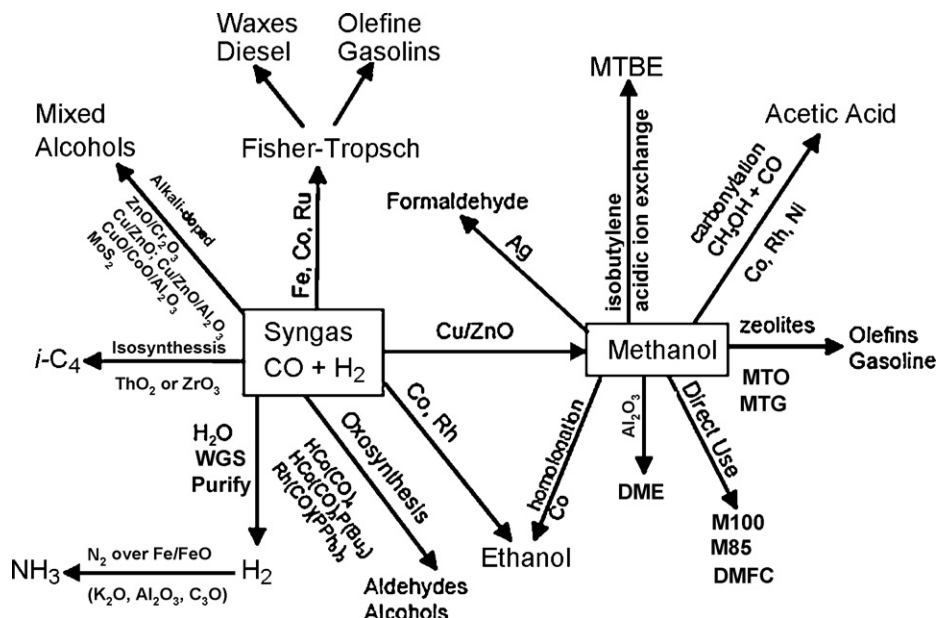 Waxes
Diesel
Olefine
Gasolins
MTBE
Mixed
Alcohols
Fisher-Tropsch
Acetic Acid
Alkali-doped
ZnO/Cr₂O₃
Cu/ZnO; Cu/ZnO/Al₂O₃
CuO/CoO/Al₂O₃
MoS₂
Fe, Co, Ru
Formaldehyde
Ag
isobutylene
acidic ion exchange
carbonylation
CH₃OH + CO
Co, Rh, Ni
i-C₄
Isosynthessis
ThO₂ or ZrO₃
Syngas
CO + H₂
Cu/ZnO
Methanol
zeolites
MTO
MTG
Olefins
Gasoline
H₂O
WGS
Purify
Oxosynthesis
HCo(CO)₄
HCo(CO)₃P(Bu₃)
Rh(CO)(PPh₃)₃
Co, Rh
homologation
Co
Al₂O₃
Direct Use
DME
M100
M85
DMFC
Ethanol
NH₃
N₂ over Fe/FeO
(K₂O, Al₂O₃, C₃O)
H₂
Aldehydes
Alcohols